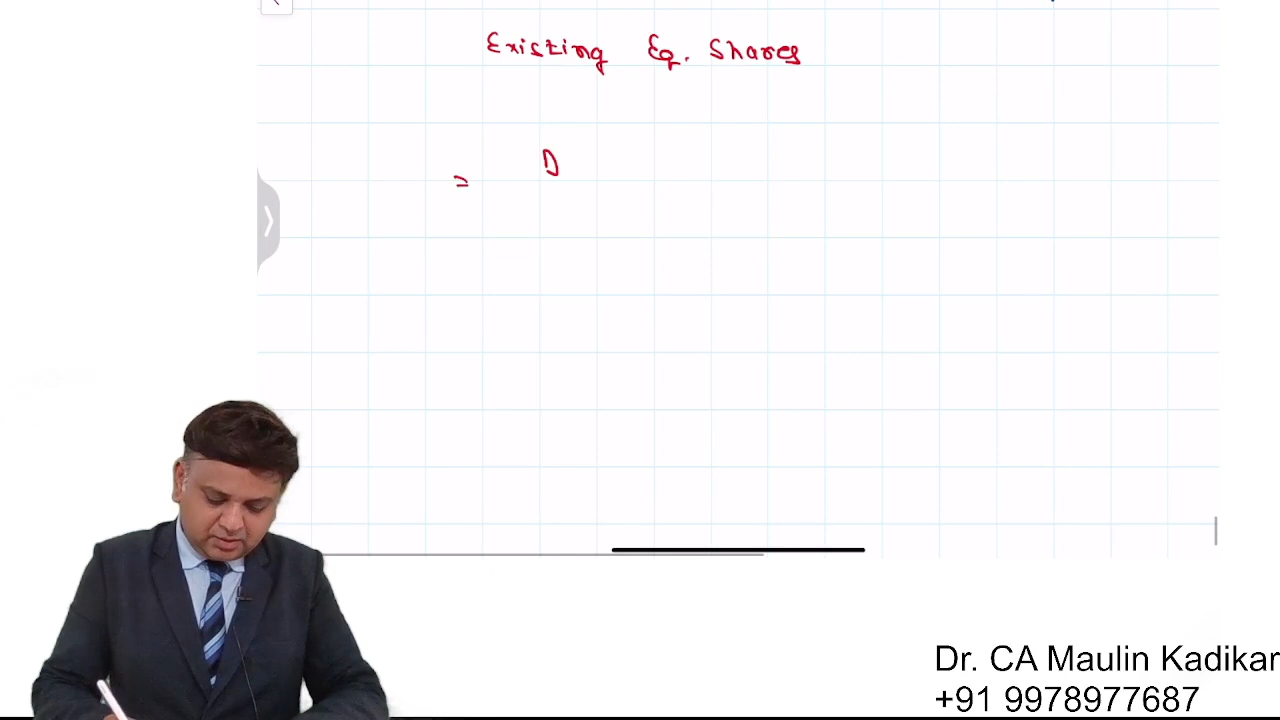 Existing Eq. Shares
= D
Dr. CA Maulin Kadikar
+91 9978977687